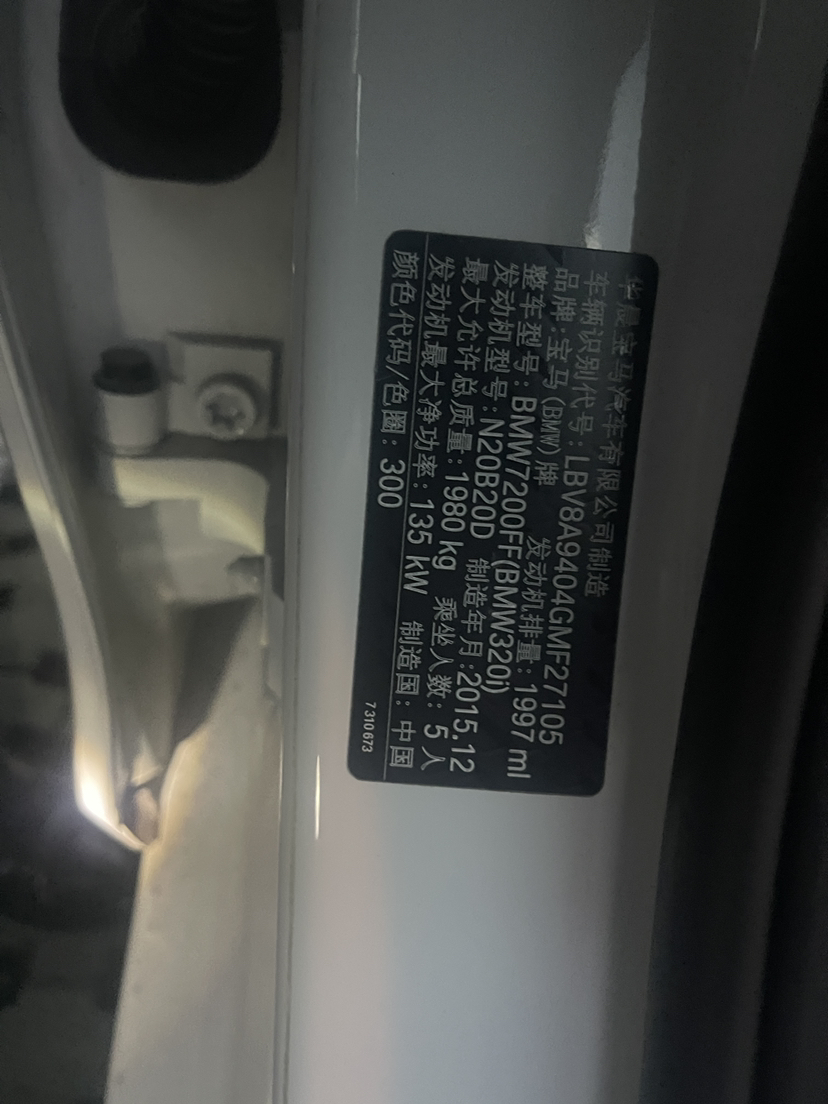 华晨宝马汽车有限公司制造
车辆识别代号：LBV8A9404GMF27105
品牌：宝马(BMW)牌 发动机排量：1997 ml
整车型号：BMW7200FF(BMW320i)
发动机型号：N20B20D 制造年月：2015.12
最大允许总质量：1980 kg 乘坐人数：5 人
发动机最大净功率：135 kW 制造国：中国
颜色代码/色圈：300
7 310673